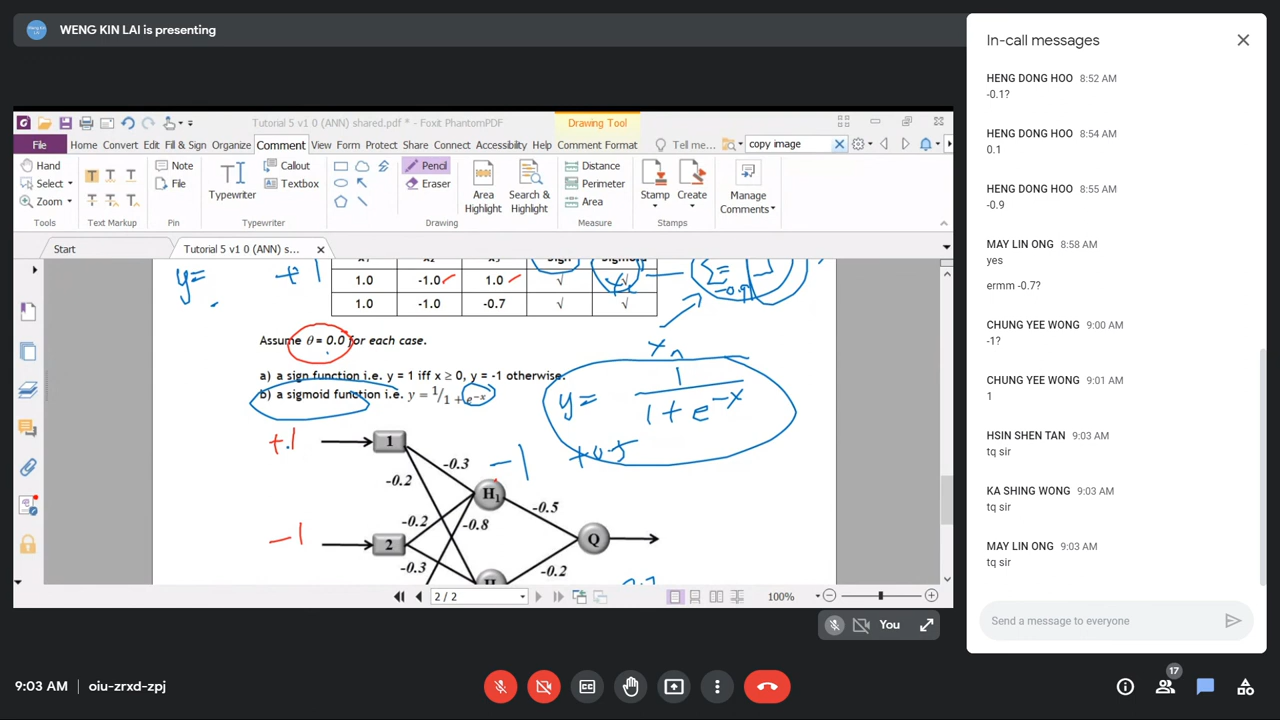 WENG KIN LAI is presenting
Tutorial 5 v1 0 (ANN) shared.pdf * - Foxit PhantomPDF
Drawing Tool
File Home Convert Edit Fill & Sign Organize Comment View Form Protect Share Connect Accessibility Help Comment Format Tell me... copy image
Hand
Select
Zoom
Tools
Text Markup
Note
File
Pin
Typewriter
Callout
Textbox
Typewriter
Pencil
Eraser
Drawing
Area Highlight
Search & Highlight
Distance
Perimeter
Area
Measure
Stamp
Create
Stamps
Manage Comments
Start
Tutorial 5 v1 0 (ANN) s...
y=
+1
1.0 -1.0 1.0 √ √
1.0 -1.0 -0.7 √ √
Assume θ = 0.0 for each case.
a) a sign function i.e. y = 1 iff x ≥ 0, y = -1 otherwise.
b) a sigmoid function i.e. y = 1/1 + e-x
y= 1
1 + e-x
+0.5
+1
1
-0.3
-1
-0.2
H1
-0.5
-0.2
-0.8
Q
-1
2
-0.3
-0.2
2 / 2
100%
You
9:03 AM oiu-zrxd-zpj
17
In-call messages
HENG DONG HOO 8:52 AM
-0.1?
HENG DONG HOO 8:54 AM
0.1
HENG DONG HOO 8:55 AM
-0.9
MAY LIN ONG 8:58 AM
yes
ermm -0.7?
CHUNG YEE WONG 9:00 AM
-1?
CHUNG YEE WONG 9:01 AM
1
HSIN SHEN TAN 9:03 AM
tq sir
KA SHING WONG 9:03 AM
tq sir
MAY LIN ONG 9:03 AM
tq sir
Send a message to everyone